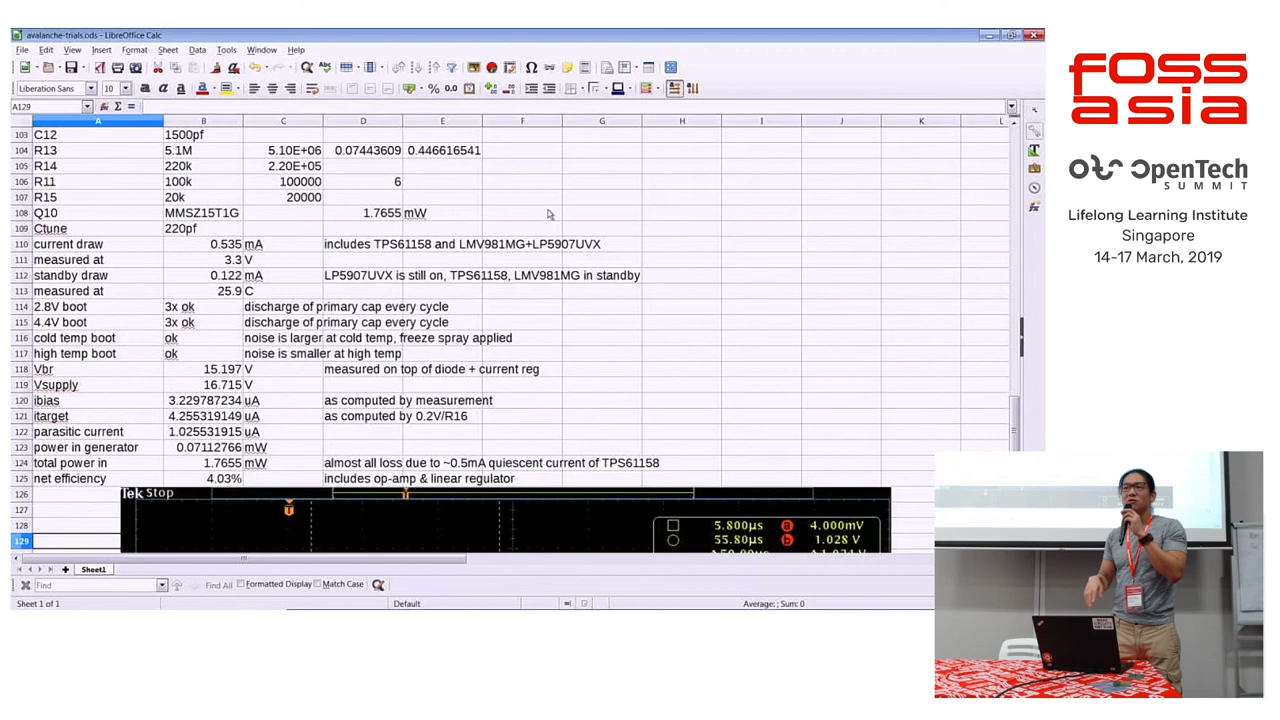 avalanche-trials.ods - LibreOffice Calc
File Edit View Insert Format Sheet Data Tools Window Help
Liberation Sans 10
A129
A B C D E F G H I J K L
103 C12 1500pf
104 R13 5.1M 5.10E+06 0.07443609 0.446616541
105 R14 220k 2.20E+05
106 R11 100k 100000 6
107 R15 20k 20000
108 Q10 MMSZ15T1G 1.7655 mW
109 Ctune 220pf
110 current draw 0.535 mA includes TPS61158 and LMV981MG+LP5907UVX
111 measured at 3.3 V
112 standby draw 0.122 mA LP5907UVX is still on, TPS61158, LMV981MG in standby
113 measured at 25.9 C
114 2.8V boot 3x ok discharge of primary cap every cycle
115 4.4V boot 3x ok discharge of primary cap every cycle
116 cold temp boot ok noise is larger at cold temp, freeze spray applied
117 high temp boot ok noise is smaller at high temp
118 Vbr 15.197 V measured on top of diode + current reg
119 Vsupply 16.715 V
120 ibias 3.229787234 uA as computed by measurement
121 itarget 4.255319149 uA as computed by 0.2V/R16
122 parasitic current 1.025531915 uA
123 power in generator 0.07112766 mW
124 total power in 1.7655 mW almost all loss due to ~0.5mA quiescent current of TPS61158
125 net efficiency 4.03% includes op-amp & linear regulator
126
127
128
129
Tek Stop
5.800µs a 4.000mV
55.80µs b 1.028 V
Sheet1
Find Find All Formatted Display Match Case
Sheet 1 of 1 Default Average: ; Sum: 0
foss
asia
OpenTech
SUMMIT
Lifelong Learning Institute
Singapore
14-17 March, 2019